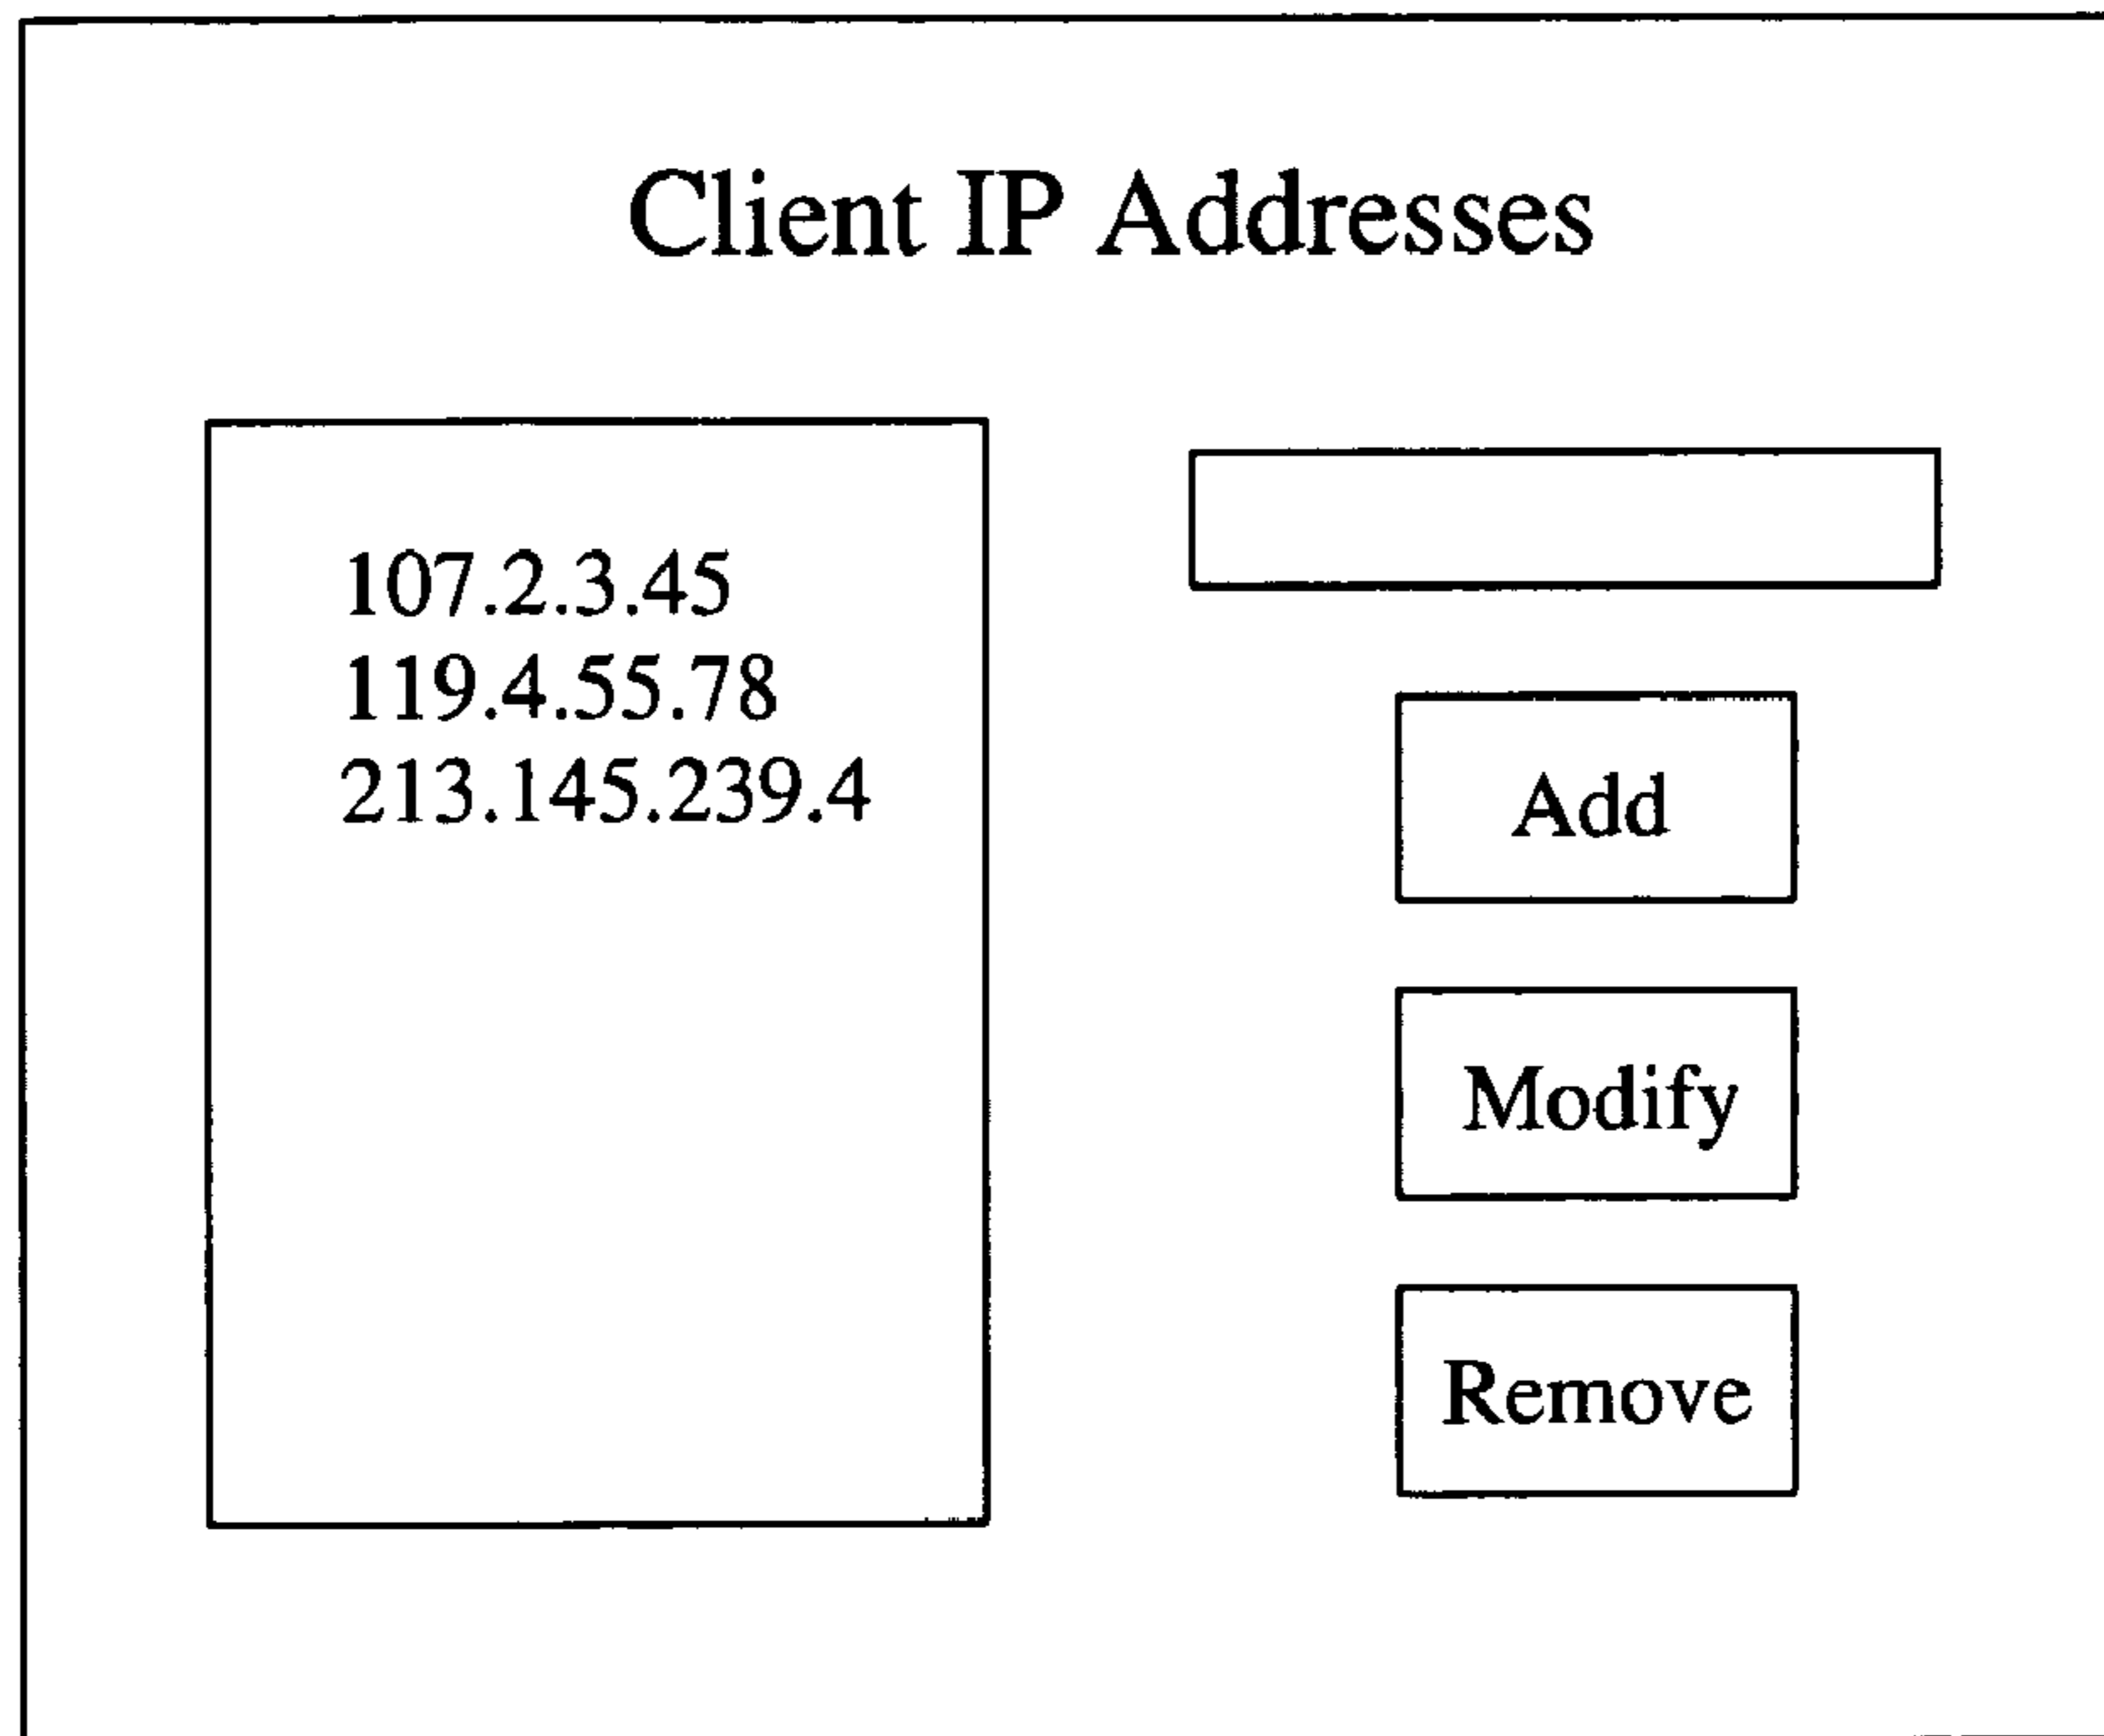 Client IP Addresses
107.2.3.45
119.4.55.78
213.145.239.4
Add
Modify
Remove